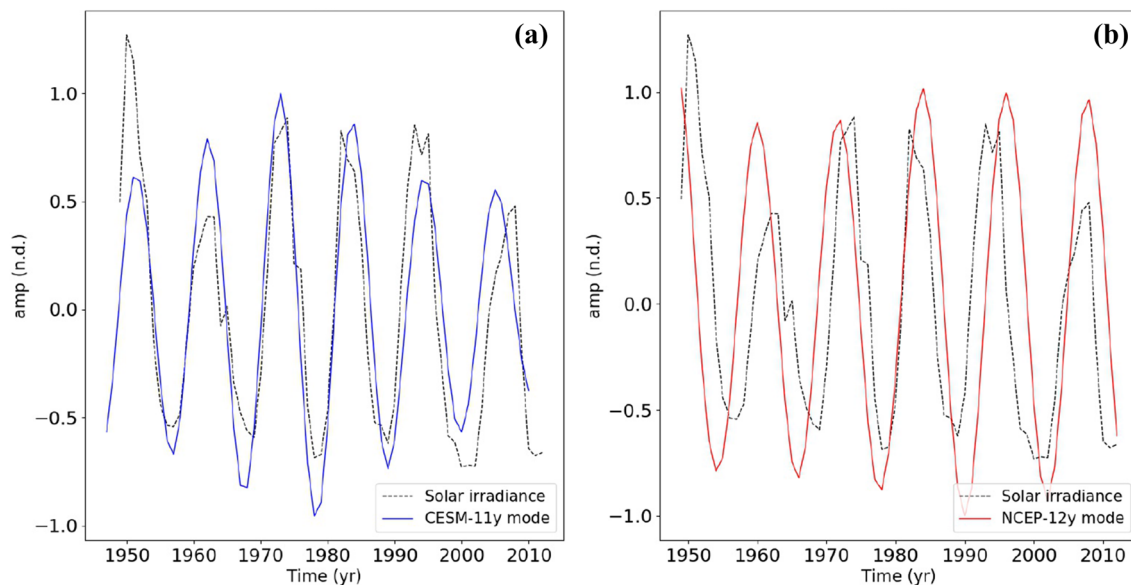 (a)
1.0
0.5
0.0
−0.5
−1.0
amp (n.d.)
1950 1960 1970 1980 1990 2000 2010
Time (yr)
Solar irradiance
CESM-11y mode
(b)
1.0
0.5
0.0
−0.5
−1.0
amp (n.d.)
1950 1960 1970 1980 1990 2000 2010
Time (yr)
Solar irradiance
NCEP-12y mode